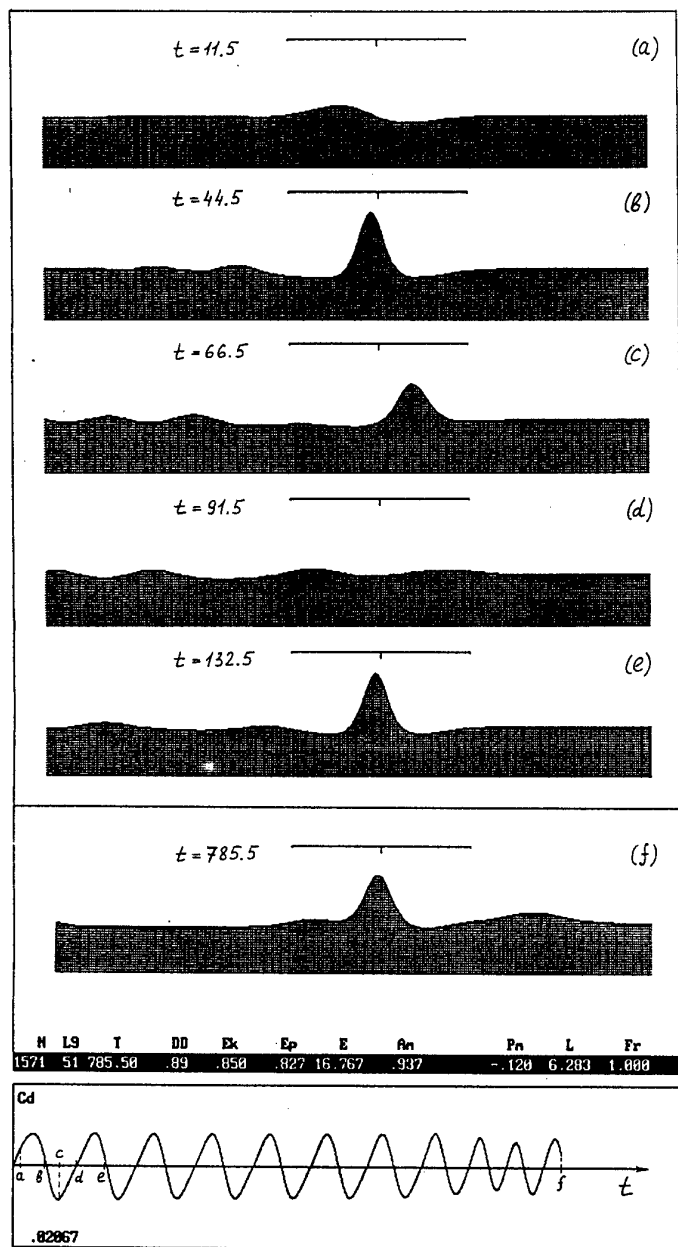 t = 11.5 (a)
t = 44.5 (b)
t = 66.5 (c)
t = 91.5 (d)
t = 132.5 (e)
t = 785.5 (f)
N L9 T DD Ek Ep E Am Pm L Fr
1571 51 785.50 .89 .850 .827 16.767 .937 -.120 6.283 1.000
Cd
a b c d e f t
.02067